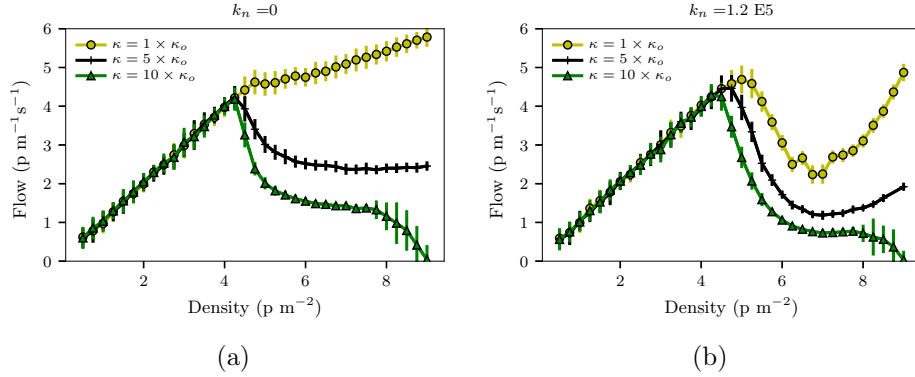 k_n =0
6
5
4
3
2
1
0
Flow (p m⁻¹s⁻¹)
κ = 1 × κ_o
κ = 5 × κ_o
κ = 10 × κ_o
2 4 6 8
Density (p m⁻²)
(a)
k_n =1.2 E5
6
5
4
3
2
1
0
Flow (p m⁻¹s⁻¹)
κ = 1 × κ_o
κ = 5 × κ_o
κ = 10 × κ_o
2 4 6 8
Density (p m⁻²)
(b)